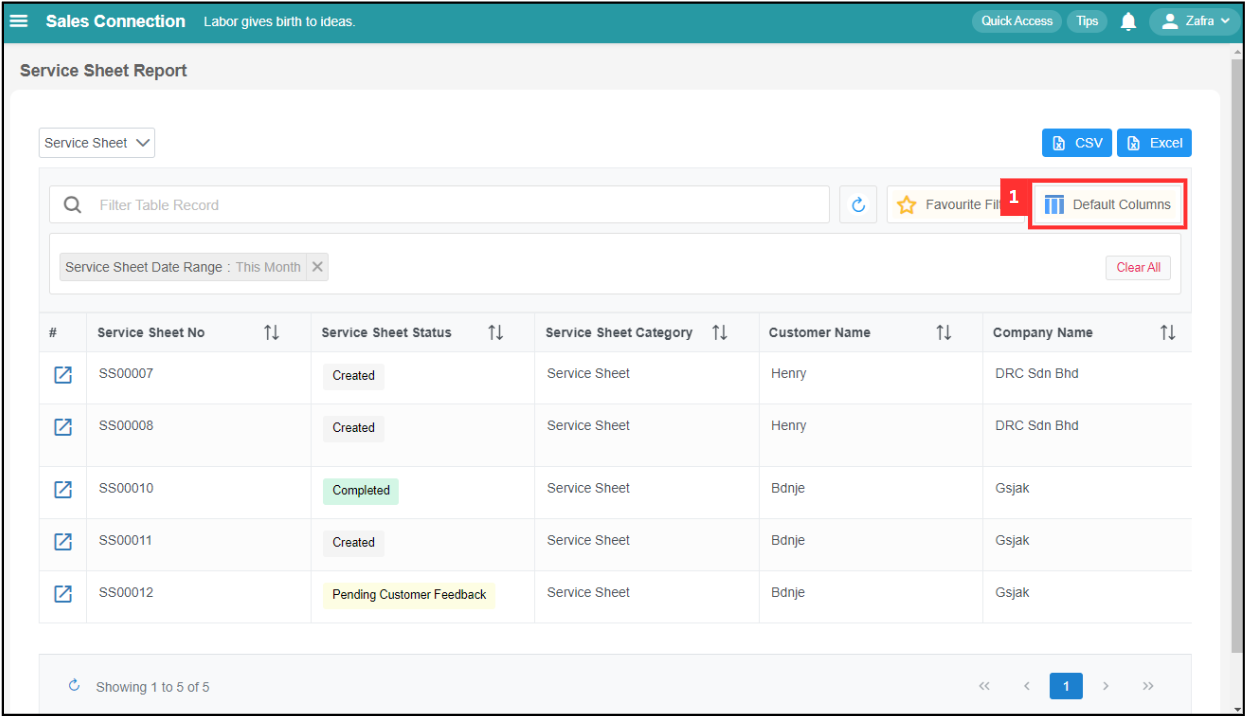 Sales Connection Labor gives birth to ideas. Quick Access Tips Zafra
Service Sheet Report
Service Sheet CSV Excel
Filter Table Record Favourite Fil 1 Default Columns
Service Sheet Date Range : This Month Clear All
# Service Sheet No Service Sheet Status Service Sheet Category Customer Name Company Name
SS00007 Created Service Sheet Henry DRC Sdn Bhd
SS00008 Created Service Sheet Henry DRC Sdn Bhd
SS00010 Completed Service Sheet Bdnje Gsjak
SS00011 Created Service Sheet Bdnje Gsjak
SS00012 Pending Customer Feedback Service Sheet Bdnje Gsjak
Showing 1 to 5 of 5 << < 1 > >>